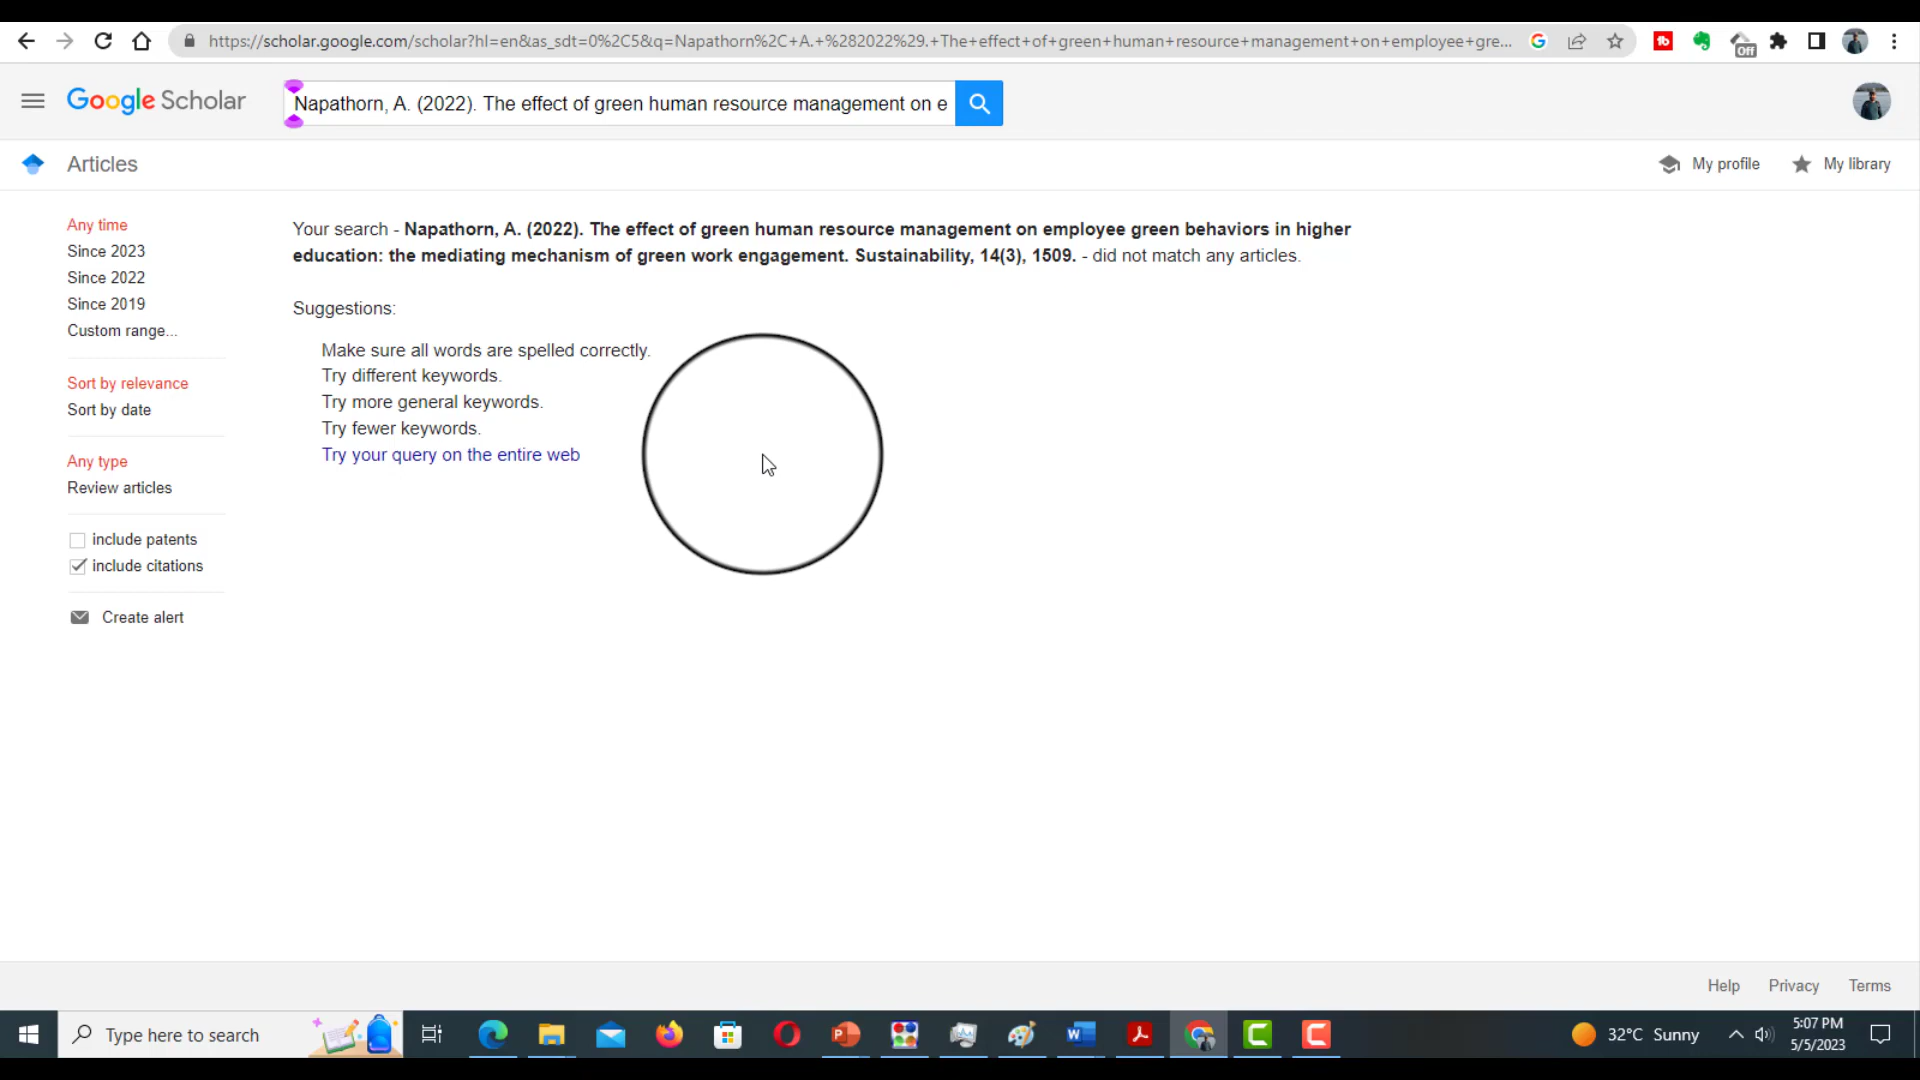 https://scholar.google.com/scholar?hl=en&as_sdt=0%2C5&q=Napathorn%2C+A.+%282022%29.+The+effect+of+green+human+resource+management+on+employee+gre...
Off
Google Scholar
Napathorn, A. (2022). The effect of green human resource management on e
Articles
My profile
My library
Any time
Since 2023
Since 2022
Since 2019
Custom range...
Sort by relevance
Sort by date
Any type
Review articles
include patents
include citations
Create alert
Your search - Napathorn, A. (2022). The effect of green human resource management on employee green behaviors in higher
education: the mediating mechanism of green work engagement. Sustainability, 14(3), 1509. - did not match any articles.
Suggestions:
Make sure all words are spelled correctly.
Try different keywords.
Try more general keywords.
Try fewer keywords.
Try your query on the entire web
Help
Privacy
Terms
Type here to search
32°C Sunny
5:07 PM
5/5/2023